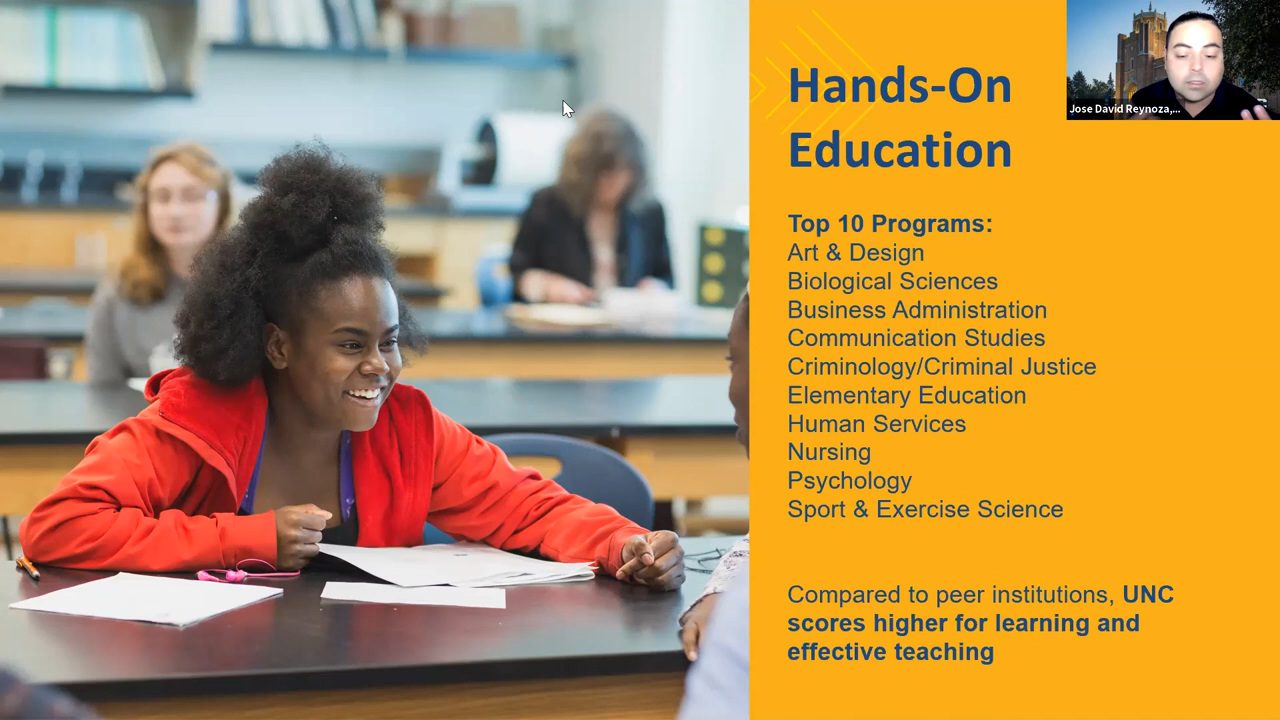 Hands-On
Education
Jose David Reynoza,...
Top 10 Programs:
Art & Design
Biological Sciences
Business Administration
Communication Studies
Criminology/Criminal Justice
Elementary Education
Human Services
Nursing
Psychology
Sport & Exercise Science
Compared to peer institutions, UNC
scores higher for learning and
effective teaching